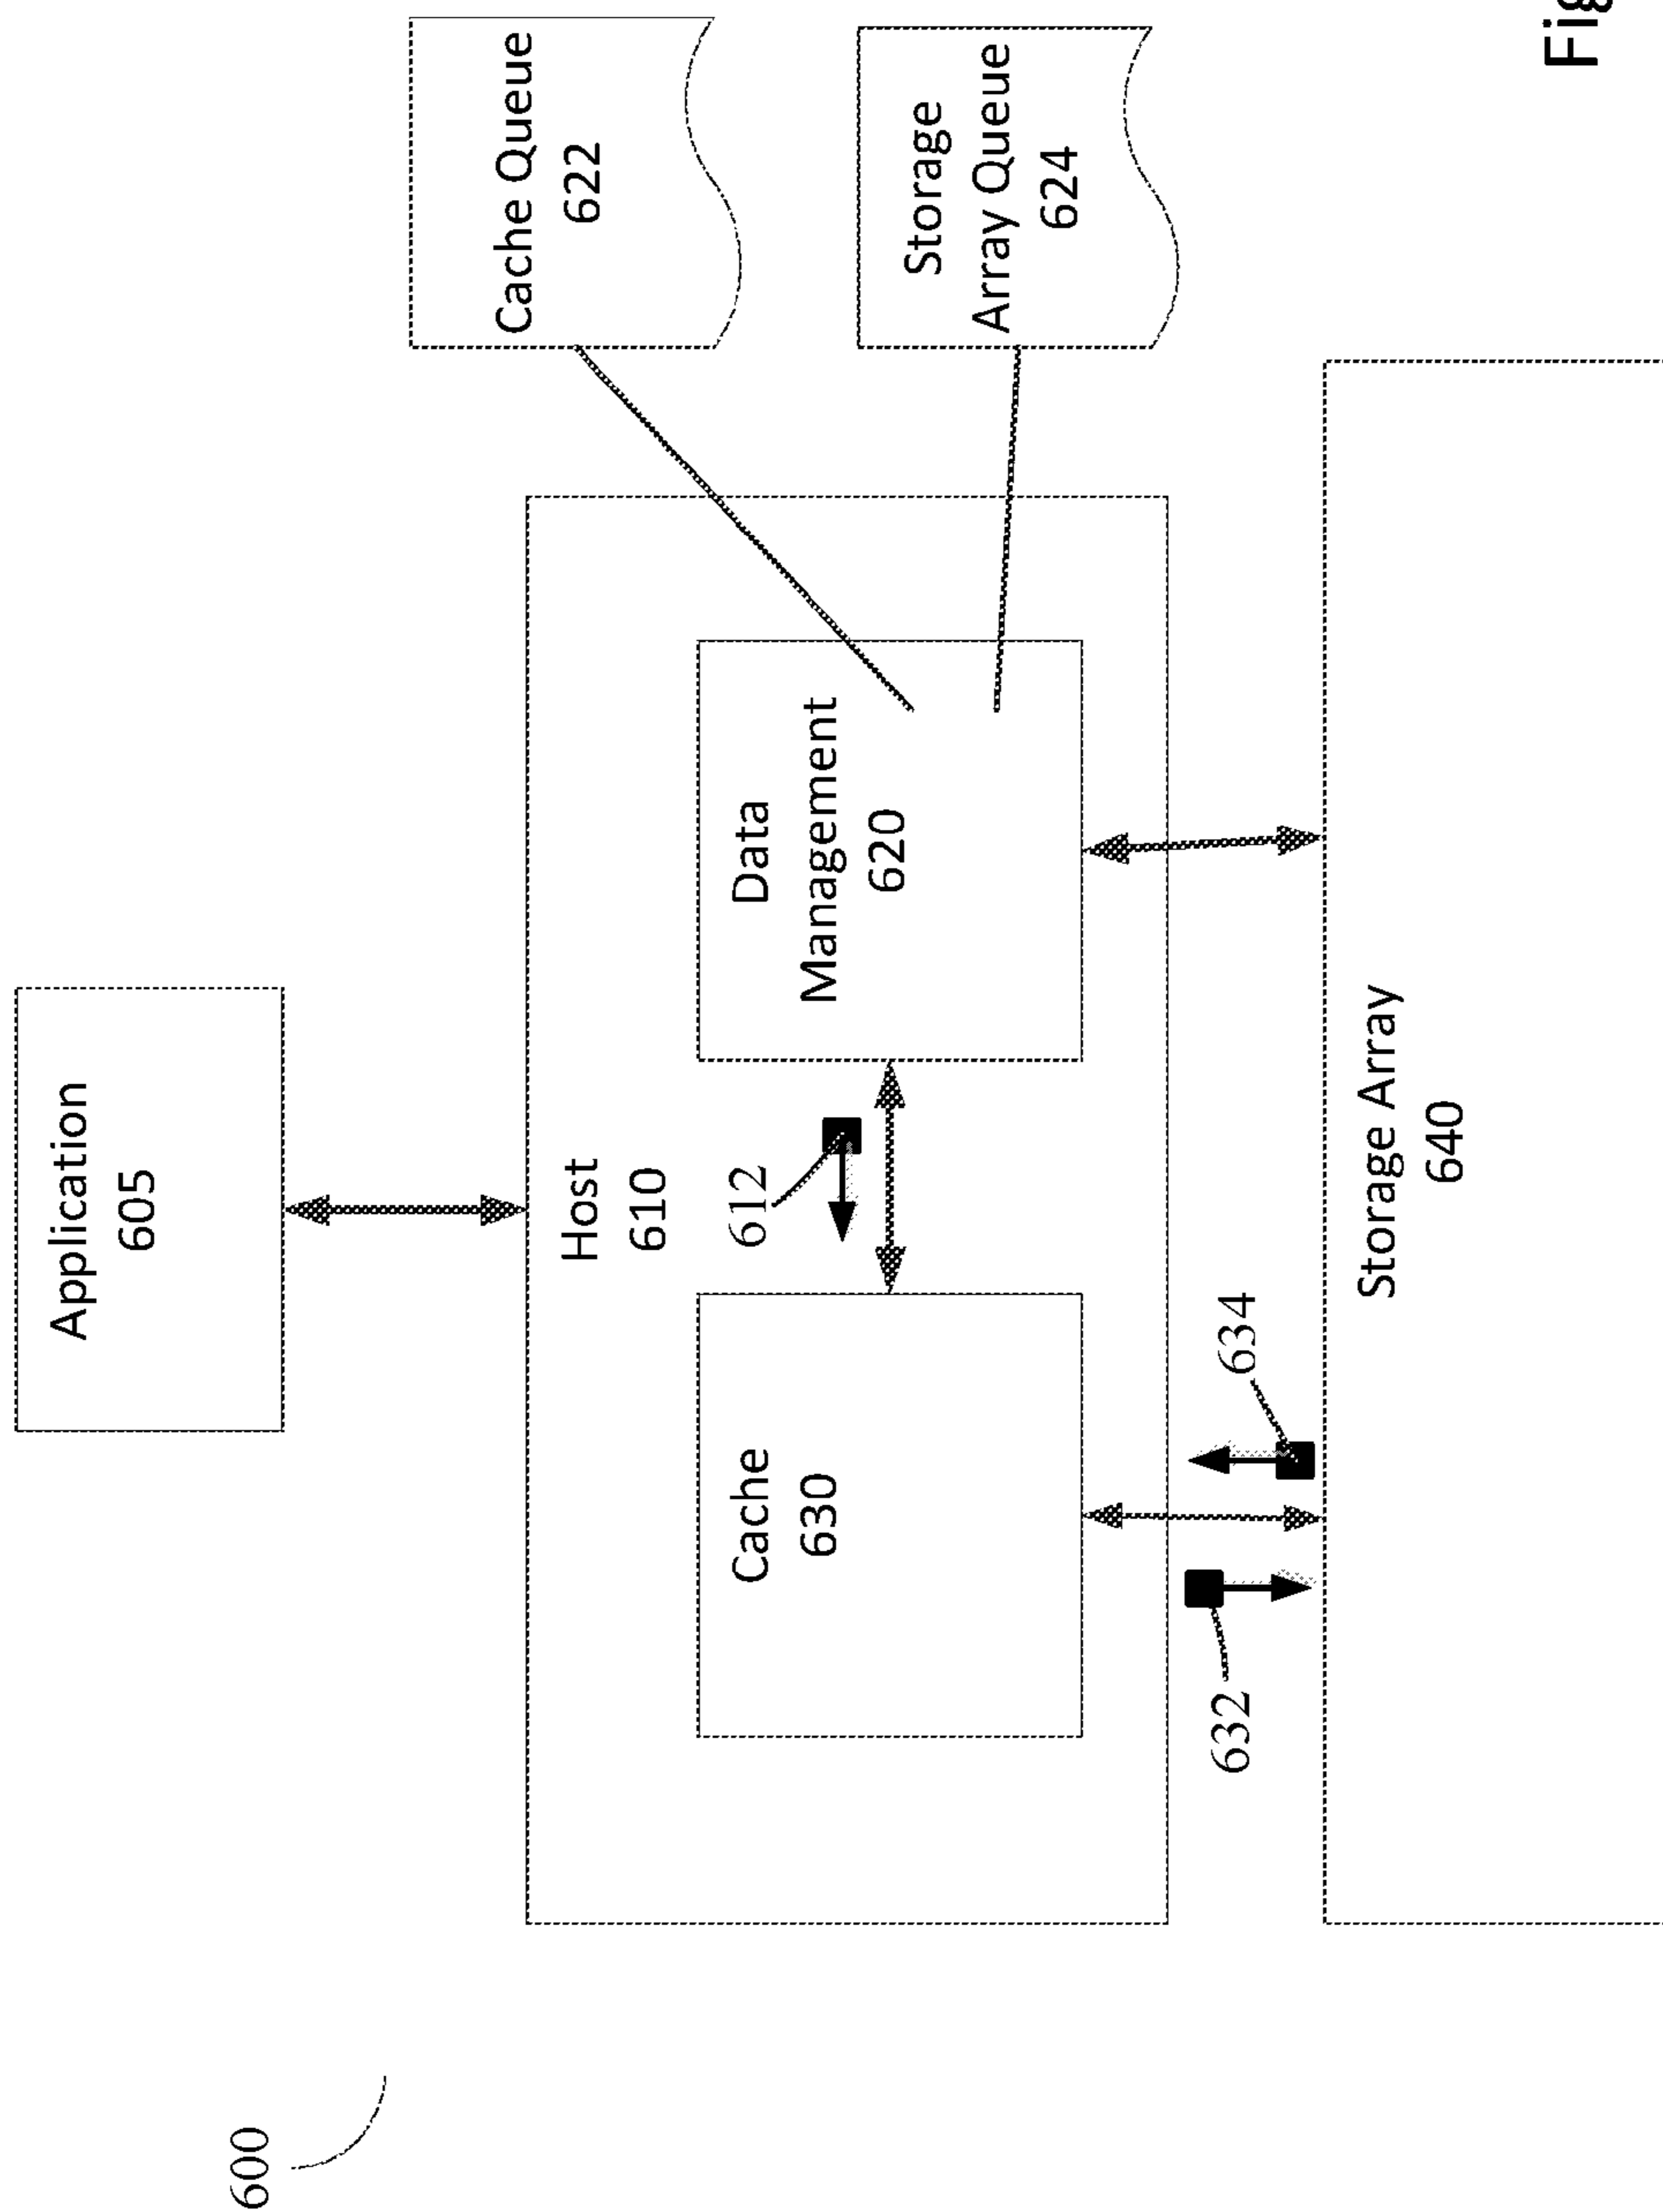 600
Application
605
Host
610
612
Cache
630
Data
Management
620
Cache Queue
622
Storage
Array Queue
624
632
634
Storage Array
640